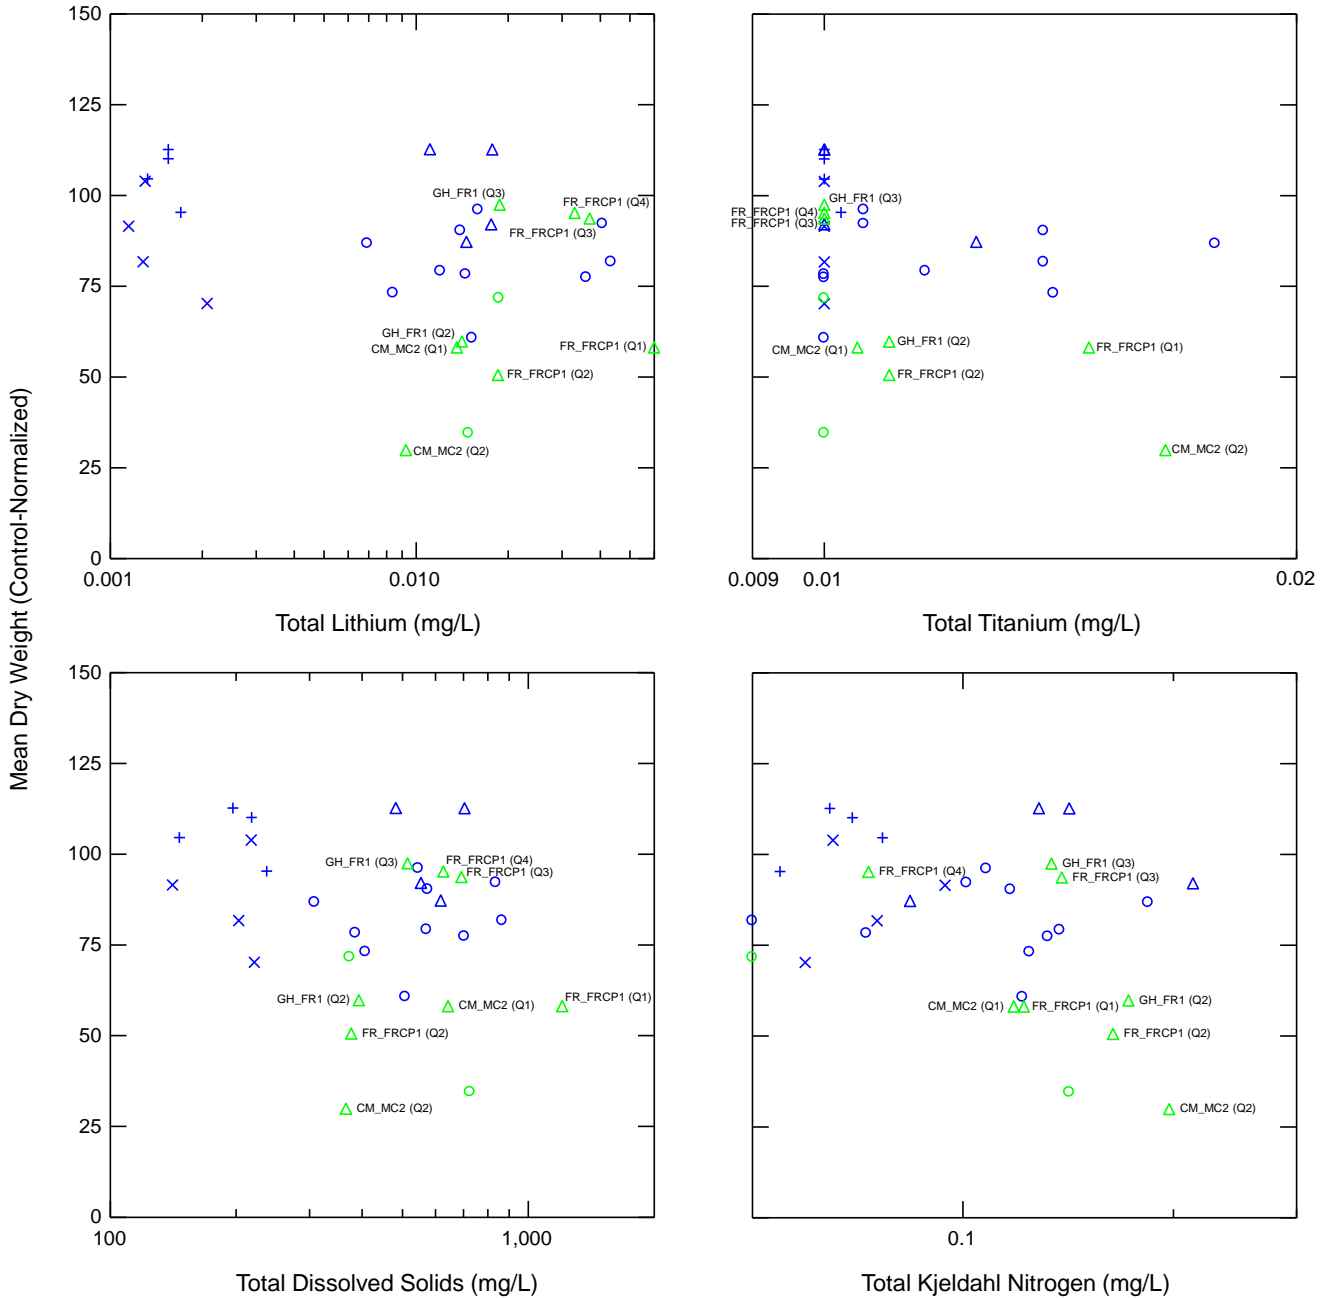 Mean Dry Weight (Control-Normalized)
150
125
100
75
50
25
0
GH_FR1 (Q3)
FR_FRCP1 (Q4)
FR_FRCP1 (Q3)
GH_FR1 (Q2)
CM_MC2 (Q1)
FR_FRCP1 (Q1)
FR_FRCP1 (Q2)
CM_MC2 (Q2)
0.001
0.010
Total Lithium (mg/L)
GH_FR1 (Q3)
FR_FRCP1 (Q4)
FR_FRCP1 (Q3)
CM_MC2 (Q1)
GH_FR1 (Q2)
FR_FRCP1 (Q1)
FR_FRCP1 (Q2)
CM_MC2 (Q2)
0.009
0.01
0.02
Total Titanium (mg/L)
150
125
100
75
50
25
0
GH_FR1 (Q3)
FR_FRCP1 (Q4)
FR_FRCP1 (Q3)
GH_FR1 (Q2)
CM_MC2 (Q1)
FR_FRCP1 (Q1)
FR_FRCP1 (Q2)
CM_MC2 (Q2)
100
1,000
Total Dissolved Solids (mg/L)
FR_FRCP1 (Q4)
GH_FR1 (Q3)
FR_FRCP1 (Q3)
CM_MC2 (Q1)
FR_FRCP1 (Q1)
GH_FR1 (Q2)
FR_FRCP1 (Q2)
CM_MC2 (Q2)
0.1
Total Kjeldahl Nitrogen (mg/L)